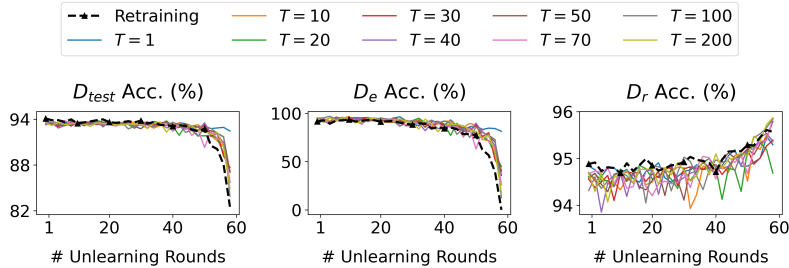 Retraining T = 10 T = 30 T = 50 T = 100
T = 1 T = 20 T = 40 T = 70 T = 200
D_test Acc. (%) D_e Acc. (%) D_r Acc. (%)
94 100 96
88 50 95
82 0 94
1 20 40 60 1 20 40 60 1 20 40 60
# Unlearning Rounds # Unlearning Rounds # Unlearning Rounds